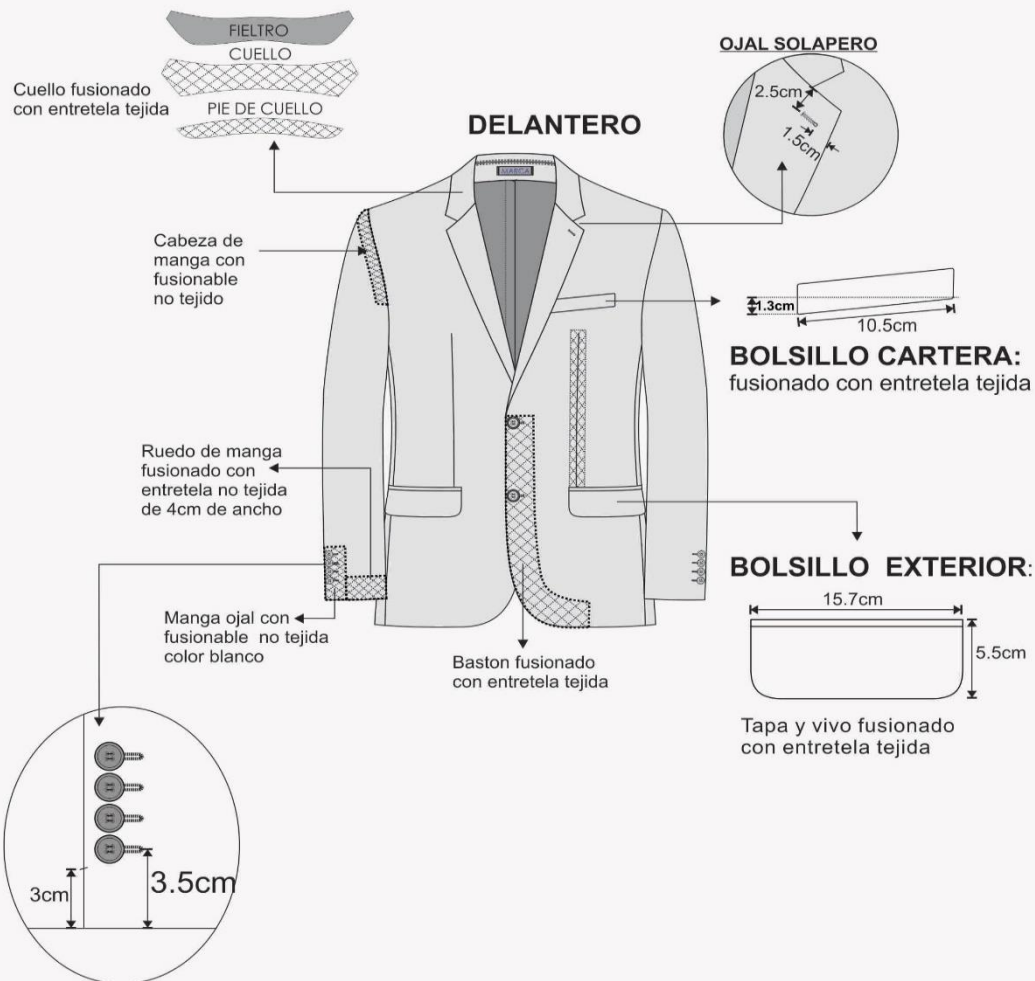 FIELTRO
CUELLO
PIE DE CUELLO
Cuello fusionado
con entretela tejida
DELANTERO
OJAL SOLAPERO
2.5cm
1.5cm
MARCA
Cabeza de
manga con
fusionable
no tejido
1.3cm
10.5cm
BOLSILLO CARTERA:
fusionado con entretela tejida
Ruedo de manga
fusionado con
entretela no tejida
de 4cm de ancho
BOLSILLO EXTERIOR:
15.7cm
5.5cm
Tapa y vivo fusionado
con entretela tejida
Manga ojal con
fusionable no tejida
color blanco
Baston fusionado
con entretela tejida
3cm
3.5cm